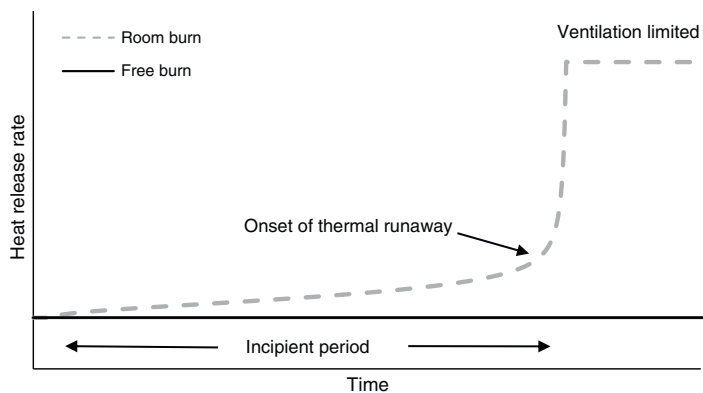 Room burn
Free burn
Ventilation limited
Heat release rate
Onset of thermal runaway
Incipient period
Time